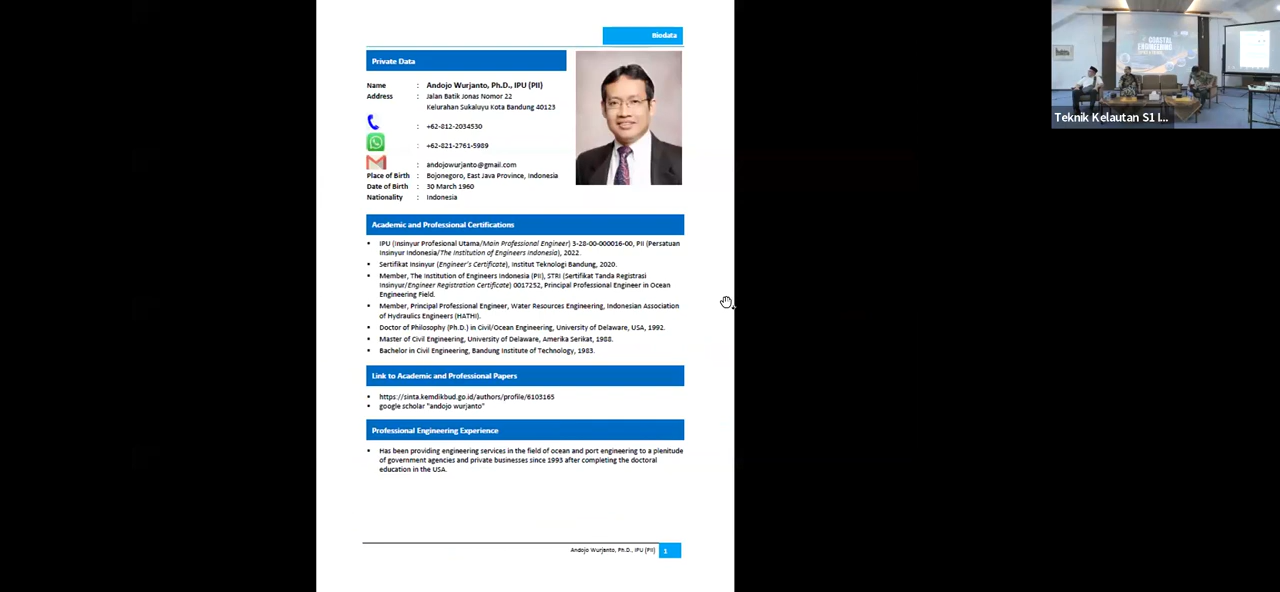 Biodata
Private Data
Name : Andojo Wurjanto, Ph.D., IPU (PII)
Address : Jalan Batik Jonas Nomor 22
Kelurahan Sukaluyu Kota Bandung 40123
: +62-812-2034530
: +62-821-2761-5989
: andojowurjanto@gmail.com
Place of Birth : Bojonegoro, East Java Province, Indonesia
Date of Birth : 30 March 1960
Nationality : Indonesia
Academic and Professional Certifications
• IPU (Insinyur Profesional Utama/Main Professional Engineer) 3-28-00-000016-00, PII (Persatuan
Insinyur Indonesia/The Institution of Engineers Indonesia), 2022.
• Sertifikat Insinyur (Engineer's Certificate), Institut Teknologi Bandung, 2020.
• Member, The Institution of Engineers Indonesia (PII), STRI (Sertifikat Tanda Registrasi
Insinyur/Engineer Registration Certificate) 0017252, Principal Professional Engineer in Ocean
Engineering Field.
• Member, Principal Professional Engineer, Water Resources Engineering, Indonesian Association
of Hydraulics Engineers (HATHI).
• Doctor of Philosophy (Ph.D.) in Civil/Ocean Engineering, University of Delaware, USA, 1992.
• Master of Civil Engineering, University of Delaware, Amerika Serikat, 1988.
• Bachelor in Civil Engineering, Bandung Institute of Technology, 1983.
Link to Academic and Professional Papers
• https://sinta.kemdikbud.go.id/authors/profile/6103165
• google scholar "andojo wurjanto"
Professional Engineering Experience
• Has been providing engineering services in the field of ocean and port engineering to a plenitude
of government agencies and private businesses since 1993 after completing the doctoral
education in the USA.
Andojo Wurjanto, Ph.D., IPU (PII) 1
COASTAL
ENGINEERING
Teknik Kelautan S1 I...